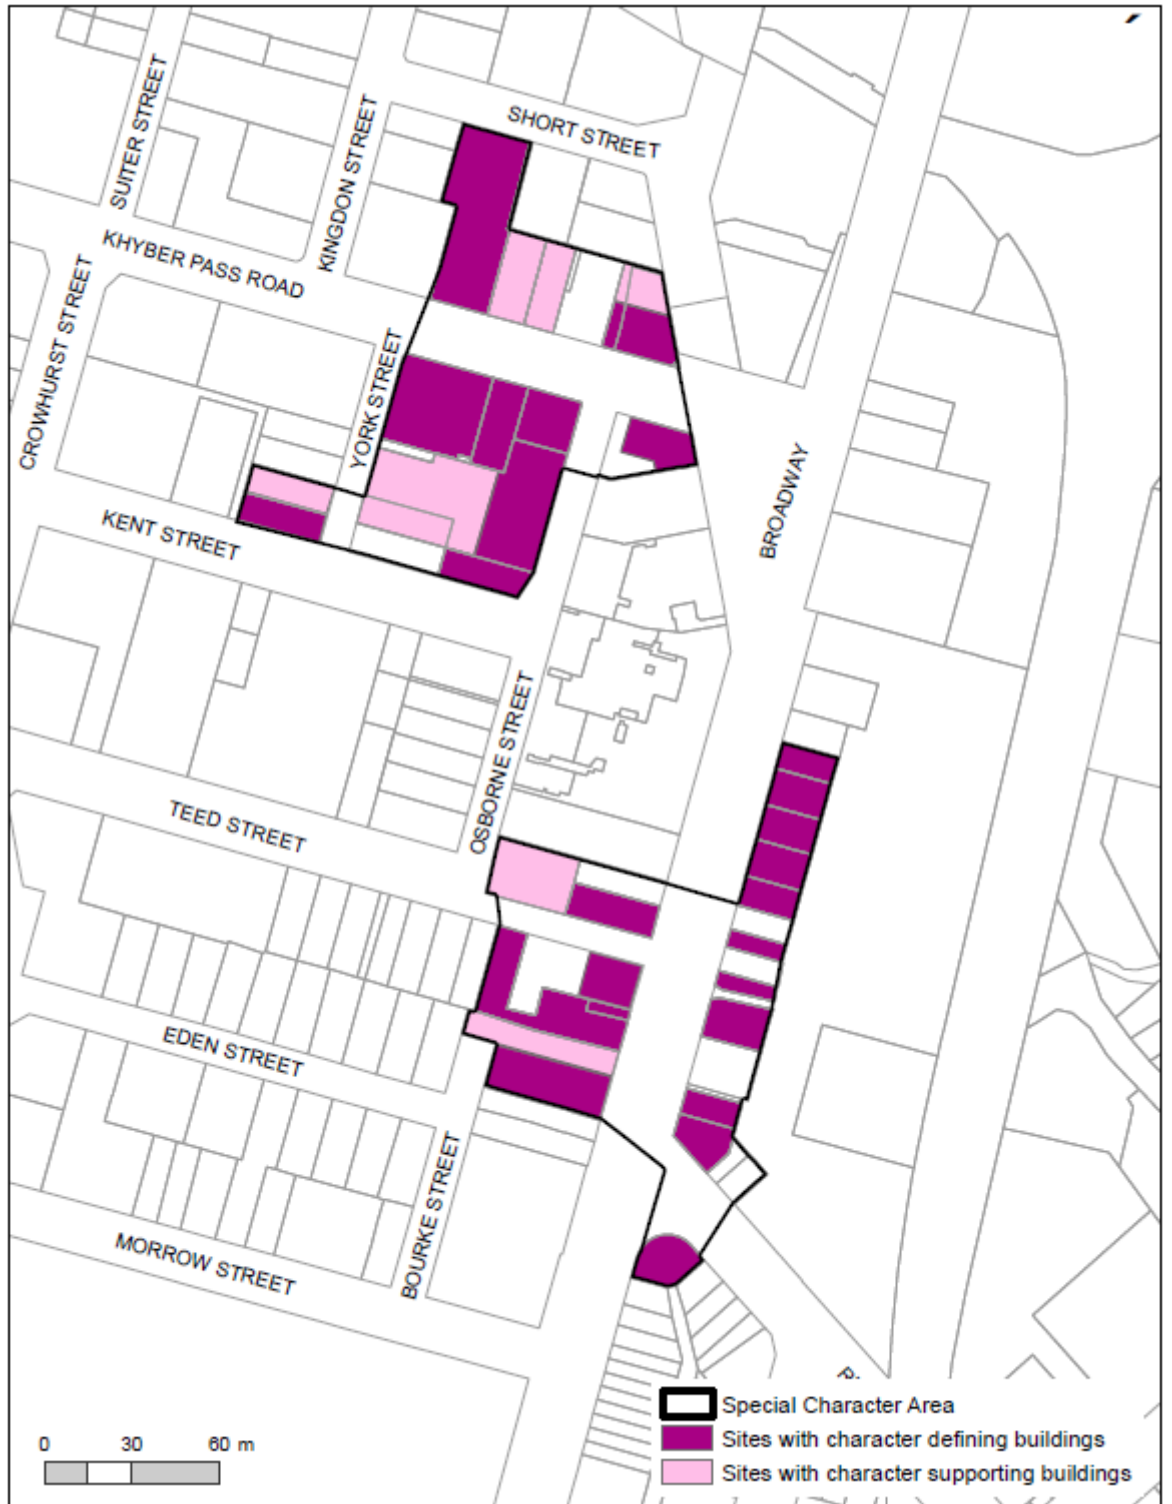 SHORT STREET
SUITER STREET
KINGDON STREET
KHYBER PASS ROAD
CROWHURST STREET
YORK STREET
BROADWAY
KENT STREET
OSBORNE STREET
TEED STREET
EDEN STREET
BOURKE STREET
MORROW STREET
Special Character Area
0 30 60 m
Sites with character defining buildings
Sites with character supporting buildings